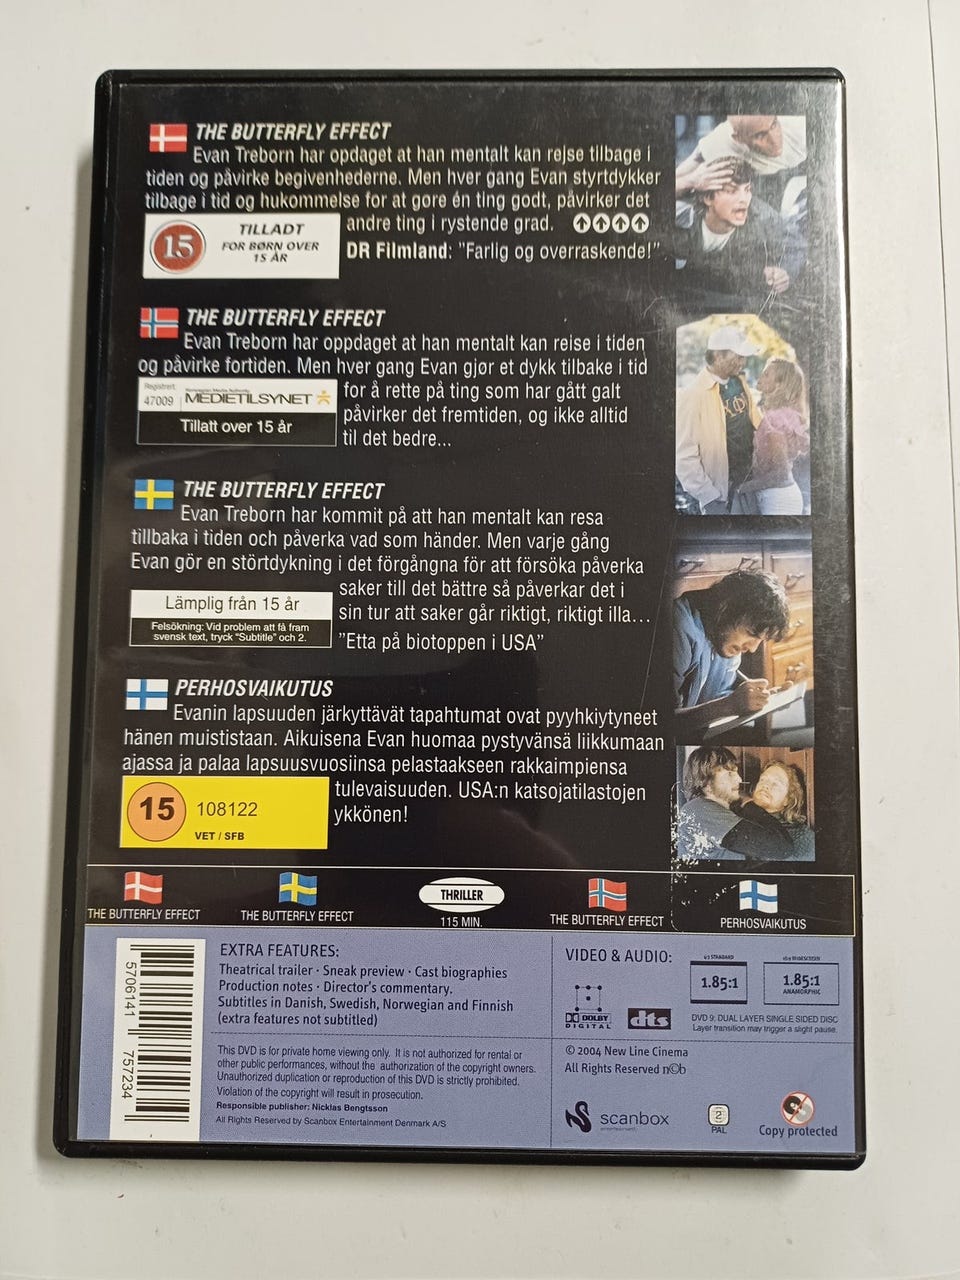 THE BUTTERFLY EFFECT
Evan Treborn har opdaget at han mentalt kan rejse tilbage i
tiden og påvirke begivenhederne. Men hver gang Evan styrtdykker
tilbage i tid og hukommelse for at gøre én ting godt, påvirker det
andre ting i rystende grad.
TILLADT
15
FOR BØRN OVER
15 ÅR
DR Filmland: "Farlig og overraskende!"
THE BUTTERFLY EFFECT
Evan Treborn har oppdaget at han mentalt kan reise i tiden
og påvirke fortiden. Men hver gang Evan gjør et dykk tilbake i tid
for å rette på ting som har gått galt
påvirker det fremtiden, og ikke alltid
til det bedre...
Registrert
47009
Norwegian Media Authority
MEDIETILSYNET
Tillatt over 15 år
THE BUTTERFLY EFFECT
Evan Treborn har kommit på att han mentalt kan resa
tillbaka i tiden och påverka vad som händer. Men varje gång
Evan gör en störtdykning i det förgångna för att försöka påverka
saker till det bättre så påverkar det i
sin tur att saker går riktigt, riktigt illa...
"Etta på biotoppen i USA"
Lämplig från 15 år
Felsökning: Vid problem att få fram
svensk text, tryck "Subtitle" och 2.
PERHOSVAIKUTUS
Evanin lapsuuden järkyttävät tapahtumat ovat pyyhkiytyneet
hänen muististaan. Aikuisena Evan huomaa pystyvänsä liikkumaan
ajassa ja palaa lapsuusvuosiinsa pelastaakseen rakkaimpiensa
tulevaisuuden. USA:n katsojatilastojen
ykkönen!
15
108122
VET / SFB
ΧΦ
THE BUTTERFLY EFFECT
THE BUTTERFLY EFFECT
THRILLER
115 MIN.
THE BUTTERFLY EFFECT
PERHOSVAIKUTUS
5706141 757234
EXTRA FEATURES:
Theatrical trailer · Sneak preview · Cast biographies
Production notes · Director's commentary.
Subtitles in Danish, Swedish, Norwegian and Finnish
(extra features not subtitled)
This DVD is for private home viewing only. It is not authorized for rental or
other public performances, without the authorization of the copyright owners.
Unauthorized duplication or reproduction of this DVD is strictly prohibited.
Violation of the copyright will result in prosecution.
Responsible publisher: Nicklas Bengtsson
All Rights Reserved by Scanbox Entertainment Denmark A/S
VIDEO & AUDIO:
DOLBY
DIGITAL
dts
4:3 STANDARD
1.85:1
16:9 WIDESCREEN
1.85:1
ANAMORPHIC
DVD 9: DUAL LAYER SINGLE SIDED DISC
Layer transition may trigger a slight pause.
© 2004 New Line Cinema
All Rights Reserved n©b
scanbox
entertainment
2
PAL
Copy protected